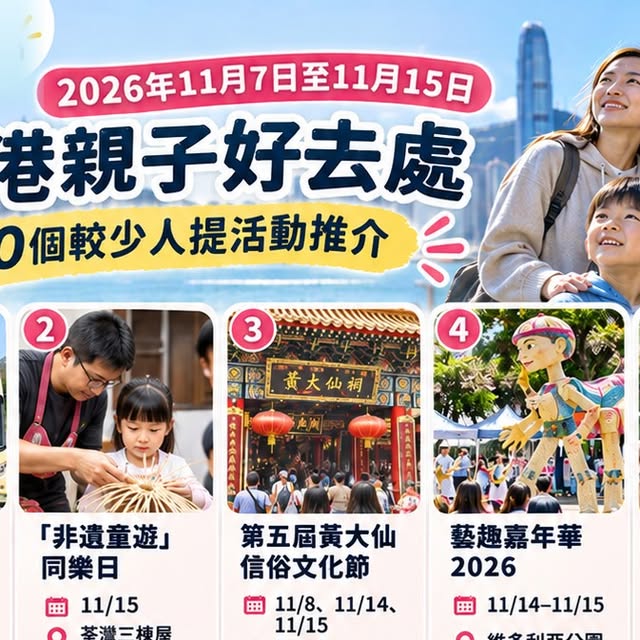 2026年11月7日至11月15日
港親子好去處
0個較少人提活動推介
2
3
4
黃大仙祠
「非遺童遊」
同樂日
11/15
荃灣三棟屋
第五屆黃大仙
信俗文化節
11/8、11/14、
11/15
藝趣嘉年華
2026
11/14–11/15
維多利亞公園